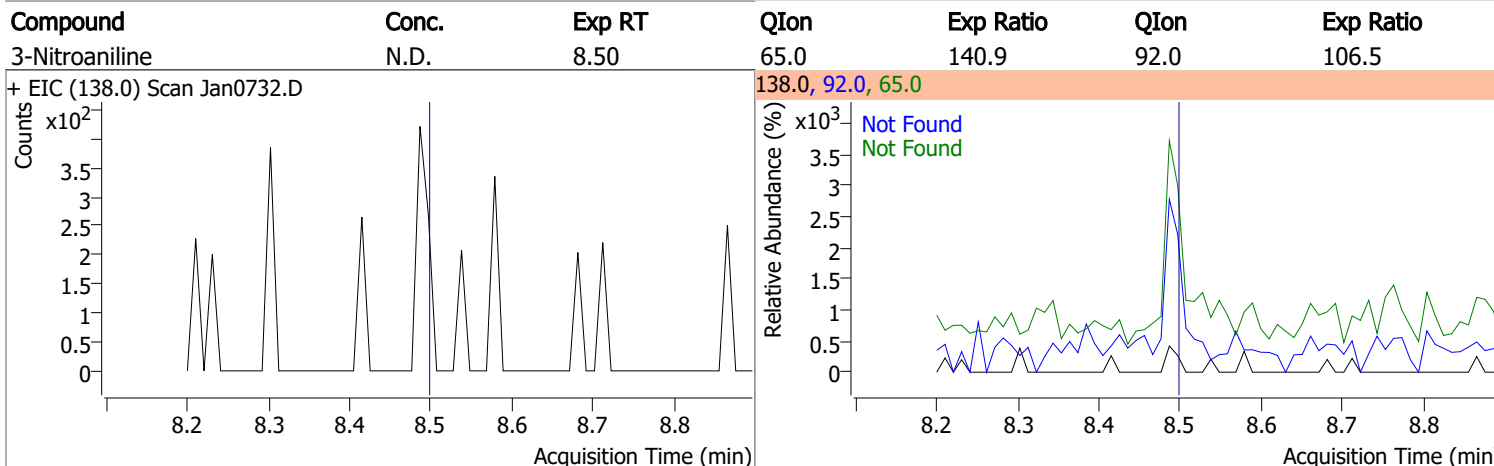 Compound Conc. Exp RT QIon Exp Ratio QIon Exp Ratio
3-Nitroaniline N.D. 8.50 65.0 140.9 92.0 106.5
+ EIC (138.0) Scan Jan0732.D
Counts
x10²
3.5
3
2.5
2
1.5
1
0.5
0
8.2 8.3 8.4 8.5 8.6 8.7 8.8
Acquisition Time (min)
138.0, 92.0, 65.0
Relative Abundance (%)
x10³
Not Found
Not Found
3.5
3
2.5
2
1.5
1
0.5
0
8.2 8.3 8.4 8.5 8.6 8.7 8.8
Acquisition Time (min)